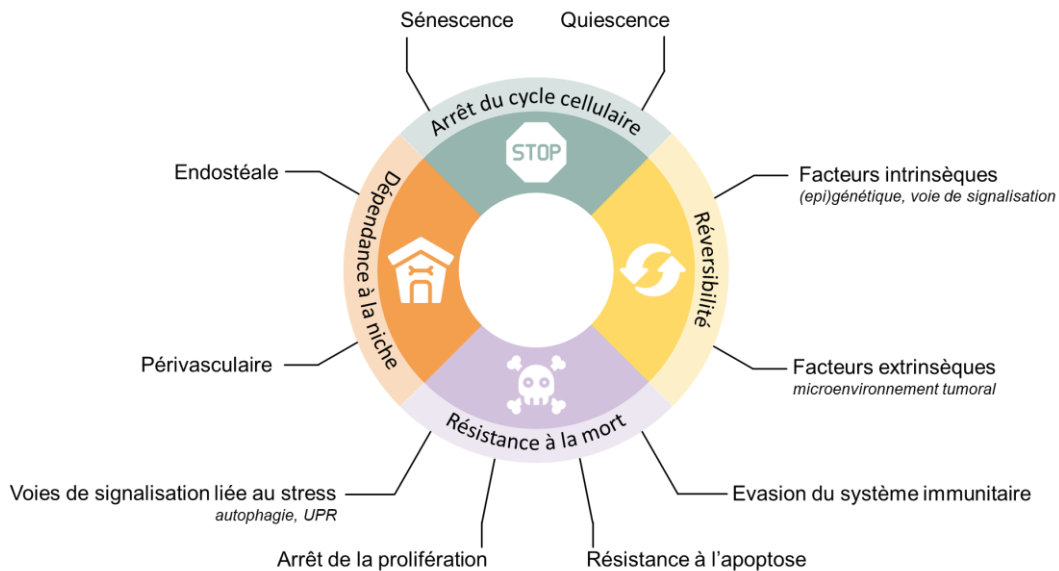 Sénescence
Quiescence
Arrêt du cycle cellulaire
STOP
Endostéale
Dépendance à la niche
Périvasculaire
Facteurs intrinsèques
(epi)génétique, voie de signalisation
Réversibilité
Facteurs extrinsèques
microenvironnement tumoral
Résistance à la mort
Voies de signalisation liée au stress
autophagie, UPR
Evasion du système immunitaire
Arrêt de la prolifération
Résistance à l’apoptose